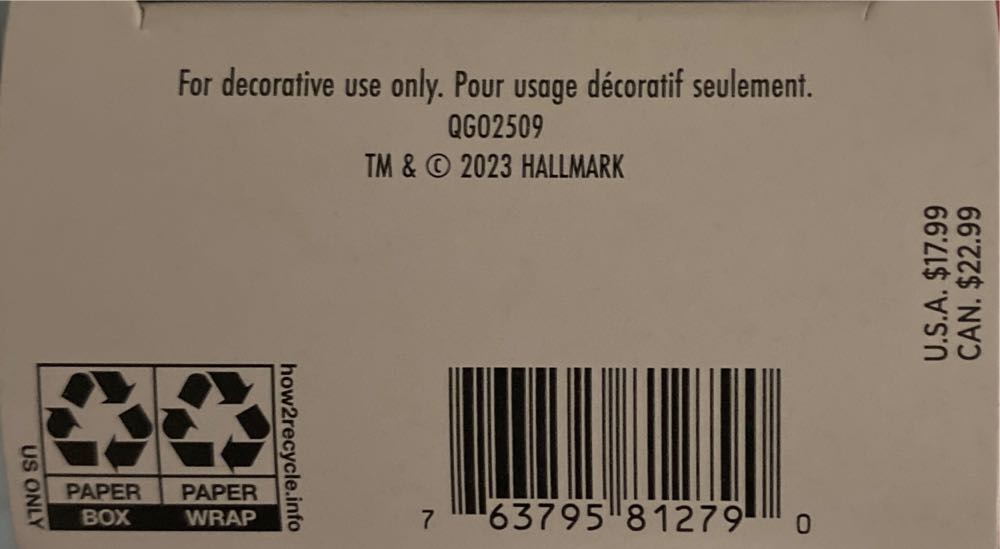 For decorative use only. Pour usage décoratif seulement.
QGO2509
TM & © 2023 HALLMARK
U.S.A. $17.99
CAN. $22.99
US ONLY
PAPER
BOX
PAPER
WRAP
how2recycle.info
7 63795 81279 0